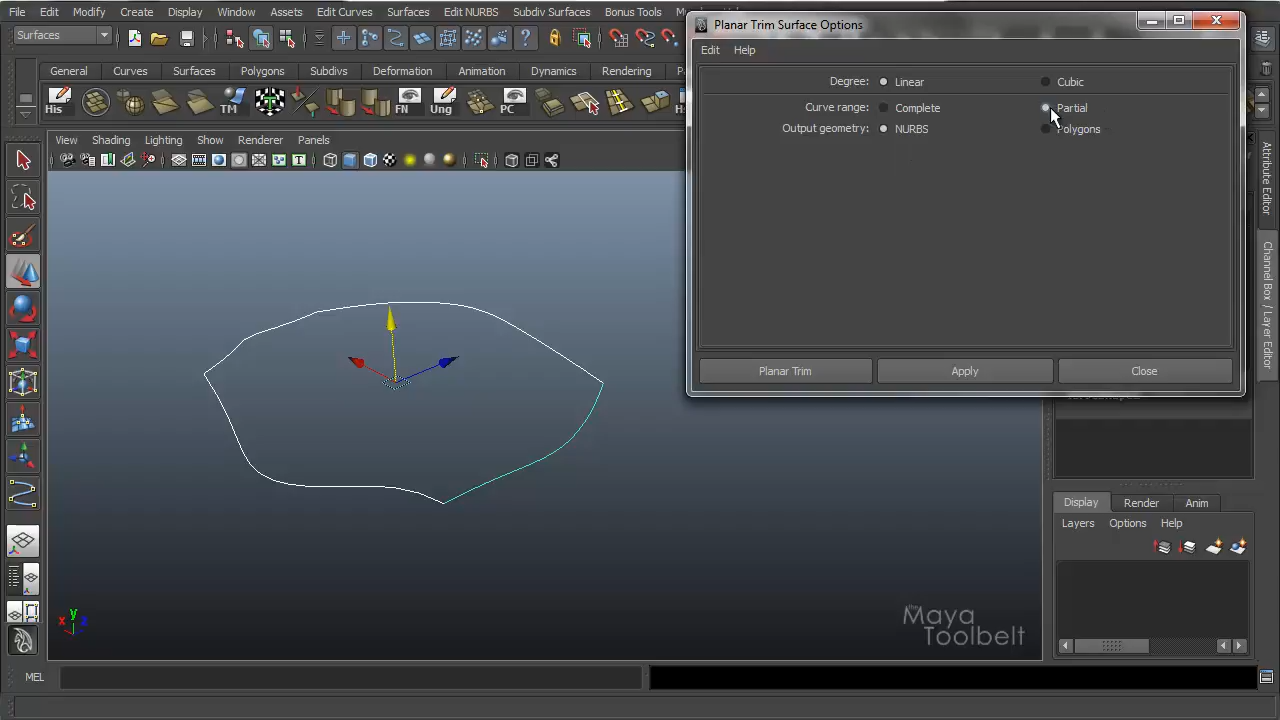 File Edit Modify Create Display Window Assets Edit Curves Surfaces Edit NURBS Subdiv Surfaces Bonus Tools
Planar Trim Surface Options
Surfaces
Edit Help
General Curves Surfaces Polygons Subdivs Deformation Animation Dynamics Rendering
Degree: Linear Cubic
His TM FN Ung PC
Curve range: Complete Partial
Output geometry: NURBS Polygons
View Shading Lighting Show Renderer Panels
Attribute Editor
Channel Box / Layer Editor
Planar Trim Apply Close
Display Render Anim
Layers Options Help
y
x z
the Maya
Toolbelt
MEL